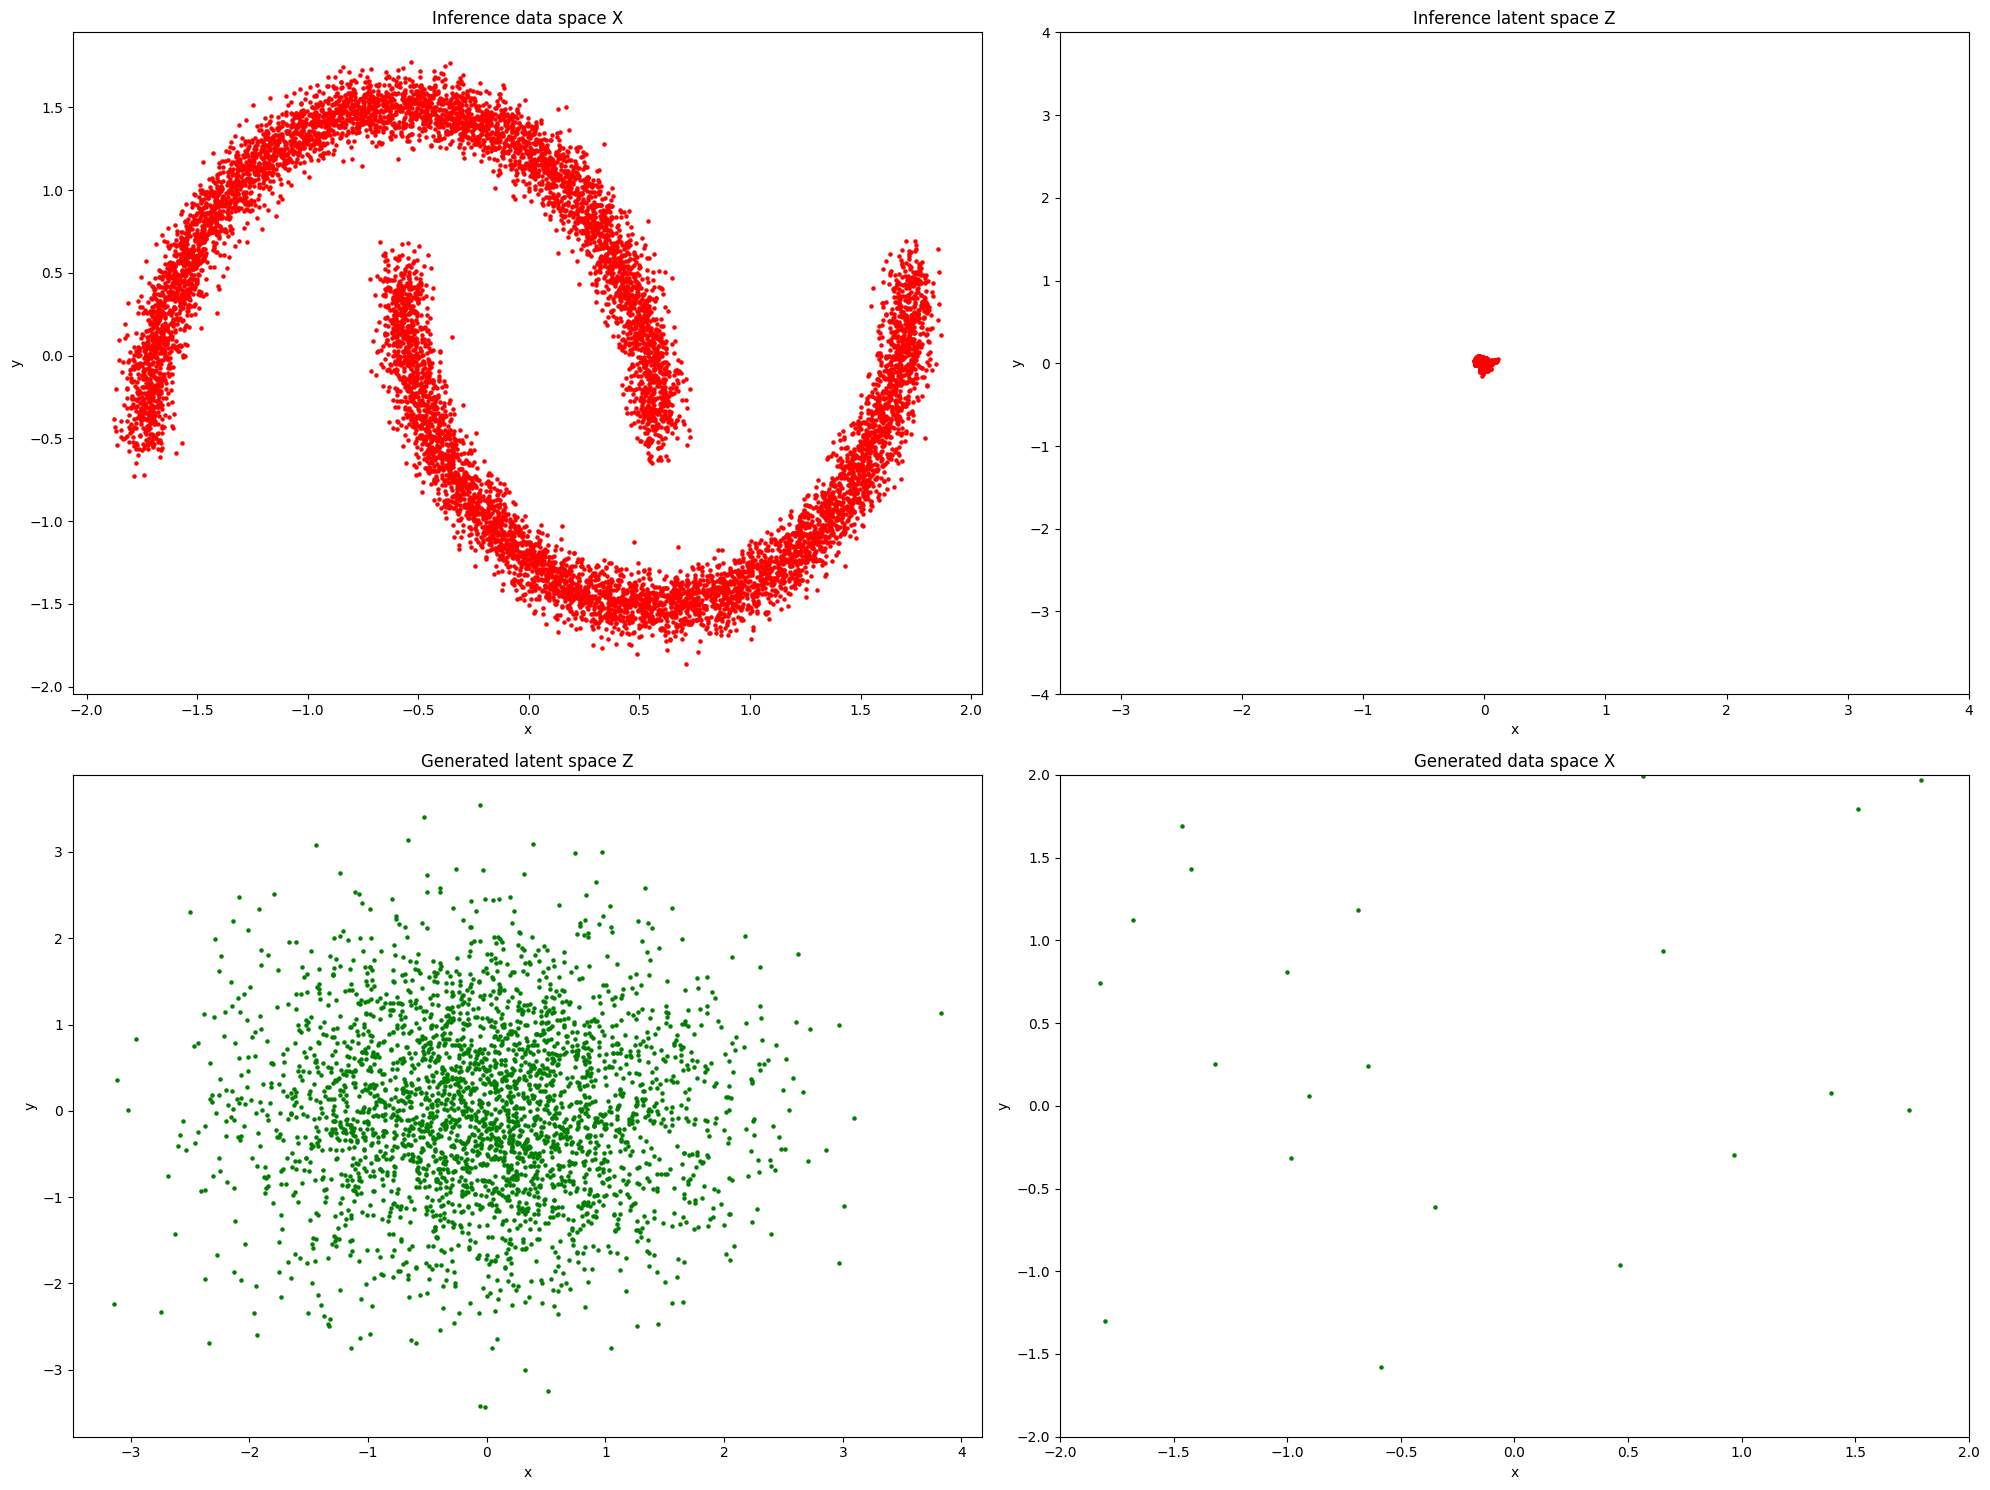 Inference data space X
1.5
1.0
0.5
0.0
−0.5
−1.0
−1.5
−2.0
y
−2.0 −1.5 −1.0 −0.5 0.0 0.5 1.0 1.5 2.0
x
Inference latent space Z
4
3
2
1
0
−1
−2
−3
−4
y
−3 −2 −1 0 1 2 3 4
x
Generated latent space Z
3
2
1
0
−1
−2
−3
y
−3 −2 −1 0 1 2 3 4
x
Generated data space X
2.0
1.5
1.0
0.5
0.0
−0.5
−1.0
−1.5
−2.0
y
−2.0 −1.5 −1.0 −0.5 0.0 0.5 1.0 1.5 2.0
x